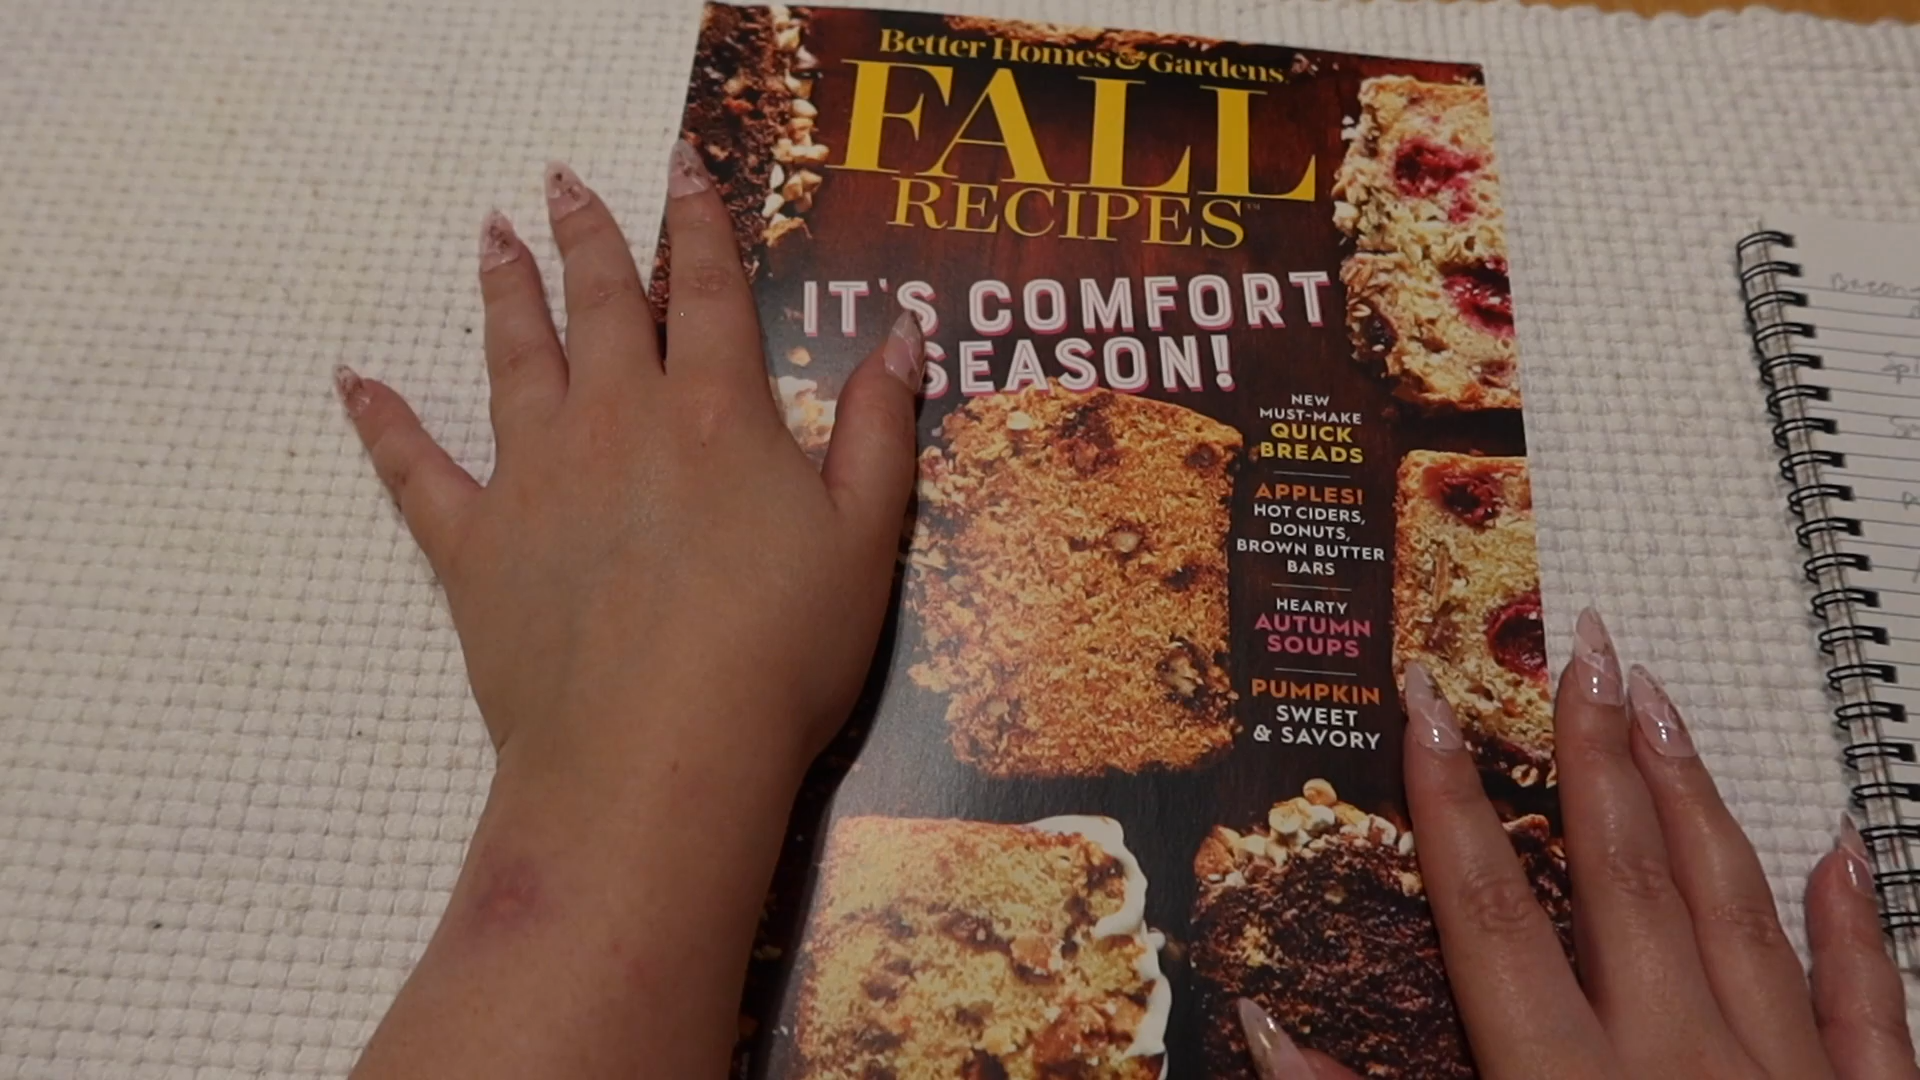 Better Homes & Gardens
FALL
RECIPES™
IT'S COMFORT
SEASON!
NEW
MUST-MAKE
QUICK
BREADS
APPLES!
HOT CIDERS,
DONUTS,
BROWN BUTTER
BARS
HEARTY
AUTUMN
SOUPS
PUMPKIN
SWEET
& SAVORY